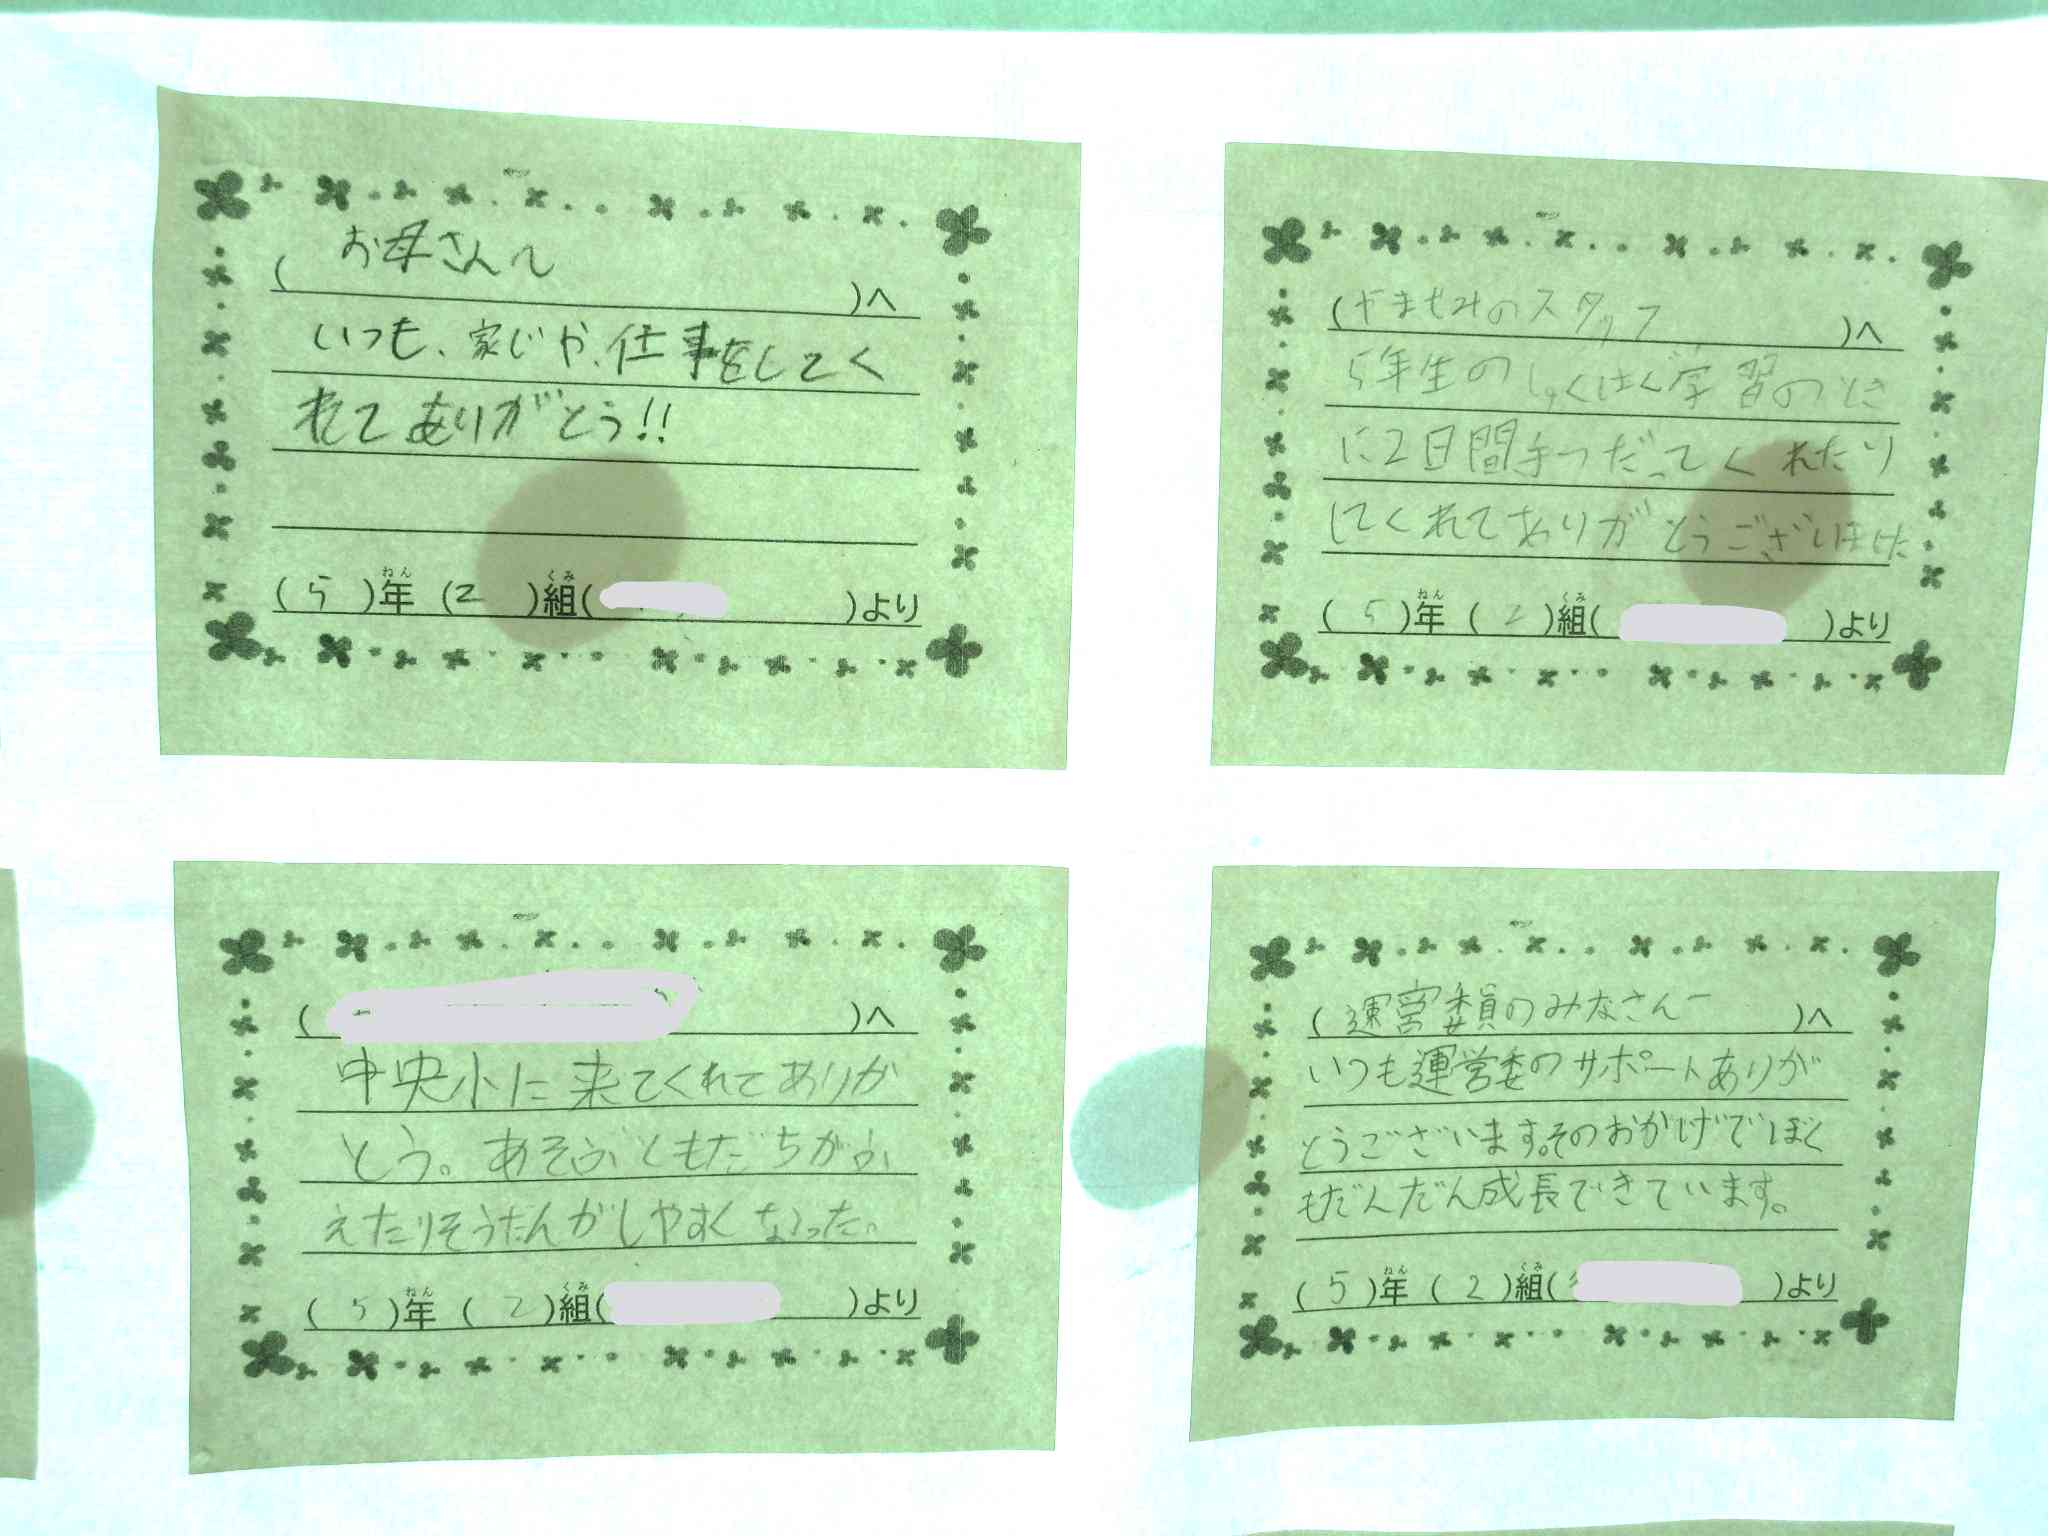 (お母さんへ)へ
いつも、家じや、仕事をしてく
れてありがとう!!
(5)年(2)組( )より
(やませみのスタッフ)へ
5年生のしゅくはく学習のとき
に2日間手つだってくれたり
してくれてありがとうございました
(5)年(2)組( )より
( )へ
中央小に来てくれてありが
とう。あそぶともだちがふ
えたりそうだんがしやすくなった。
(5)年(2)組( )より
(運営委員のみなさん)へ
いつも運営委のサポートありが
とうございます。そのおかげでぼく
もだんだん成長できています。
(5)年(2)組( )より